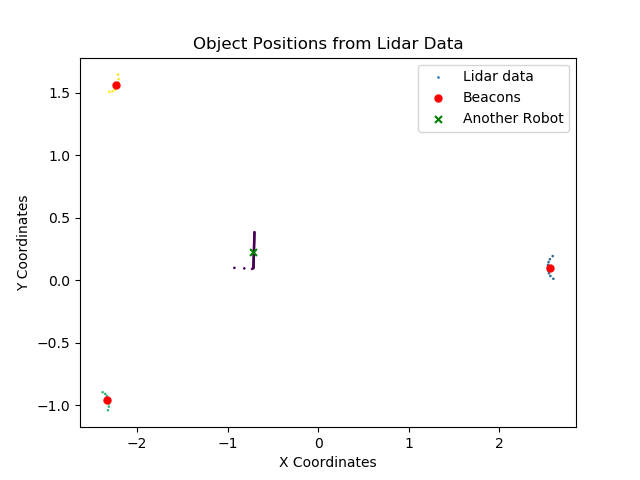 Object Positions from Lidar Data
Lidar data
Beacons
Another Robot
Y Coordinates
1.5
1.0
0.5
0.0
−0.5
−1.0
−2
−1
0
1
2
X Coordinates